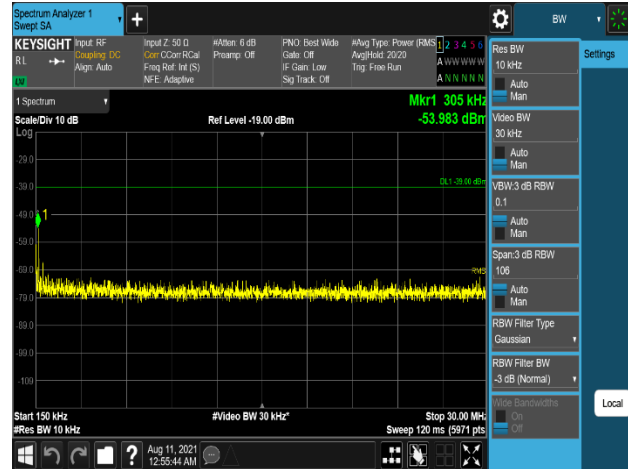 Spectrum Analyzer 1
Swept SA
KEYSIGHT
RL
Input: RF
Coupling: DC
Align: Auto
Input Z: 50 Ω
Corr CCorr RCal
Freq Ref: Int (S)
NFE: Adaptive
#Atten: 6 dB
Preamp: Off
PNO: Best Wide
Gate: Off
IF Gain: Low
Sig Track: Off
#Avg Type: Power (RMS
Avg|Hold: 20/20
Trig: Free Run
1 2 3 4 5 6
A W W W W W
A N N N N N
1 Spectrum
Scale/Div 10 dB
Ref Level -19.00 dBm
Mkr1 305 kHz
-53.983 dBm
Log
-29.0
-39.0
-49.0
-59.0
-69.0
-79.0
-89.0
-99.0
-109
1
DL1 -39.00 dBm
RMS
Start 150 kHz
#Res BW 10 kHz
#Video BW 30 kHz*
Stop 30.00 MHz
Sweep 120 ms (5971 pts
Aug 11, 2021
12:55:44 AM
BW
Settings
Res BW
10 kHz
Auto
Man
Video BW
30 kHz
Auto
Man
VBW:3 dB RBW
0.1
Auto
Man
Span:3 dB RBW
106
Auto
Man
RBW Filter Type
Gaussian
RBW Filter BW
-3 dB (Normal)
Wide Bandwidths
On
Off
Local